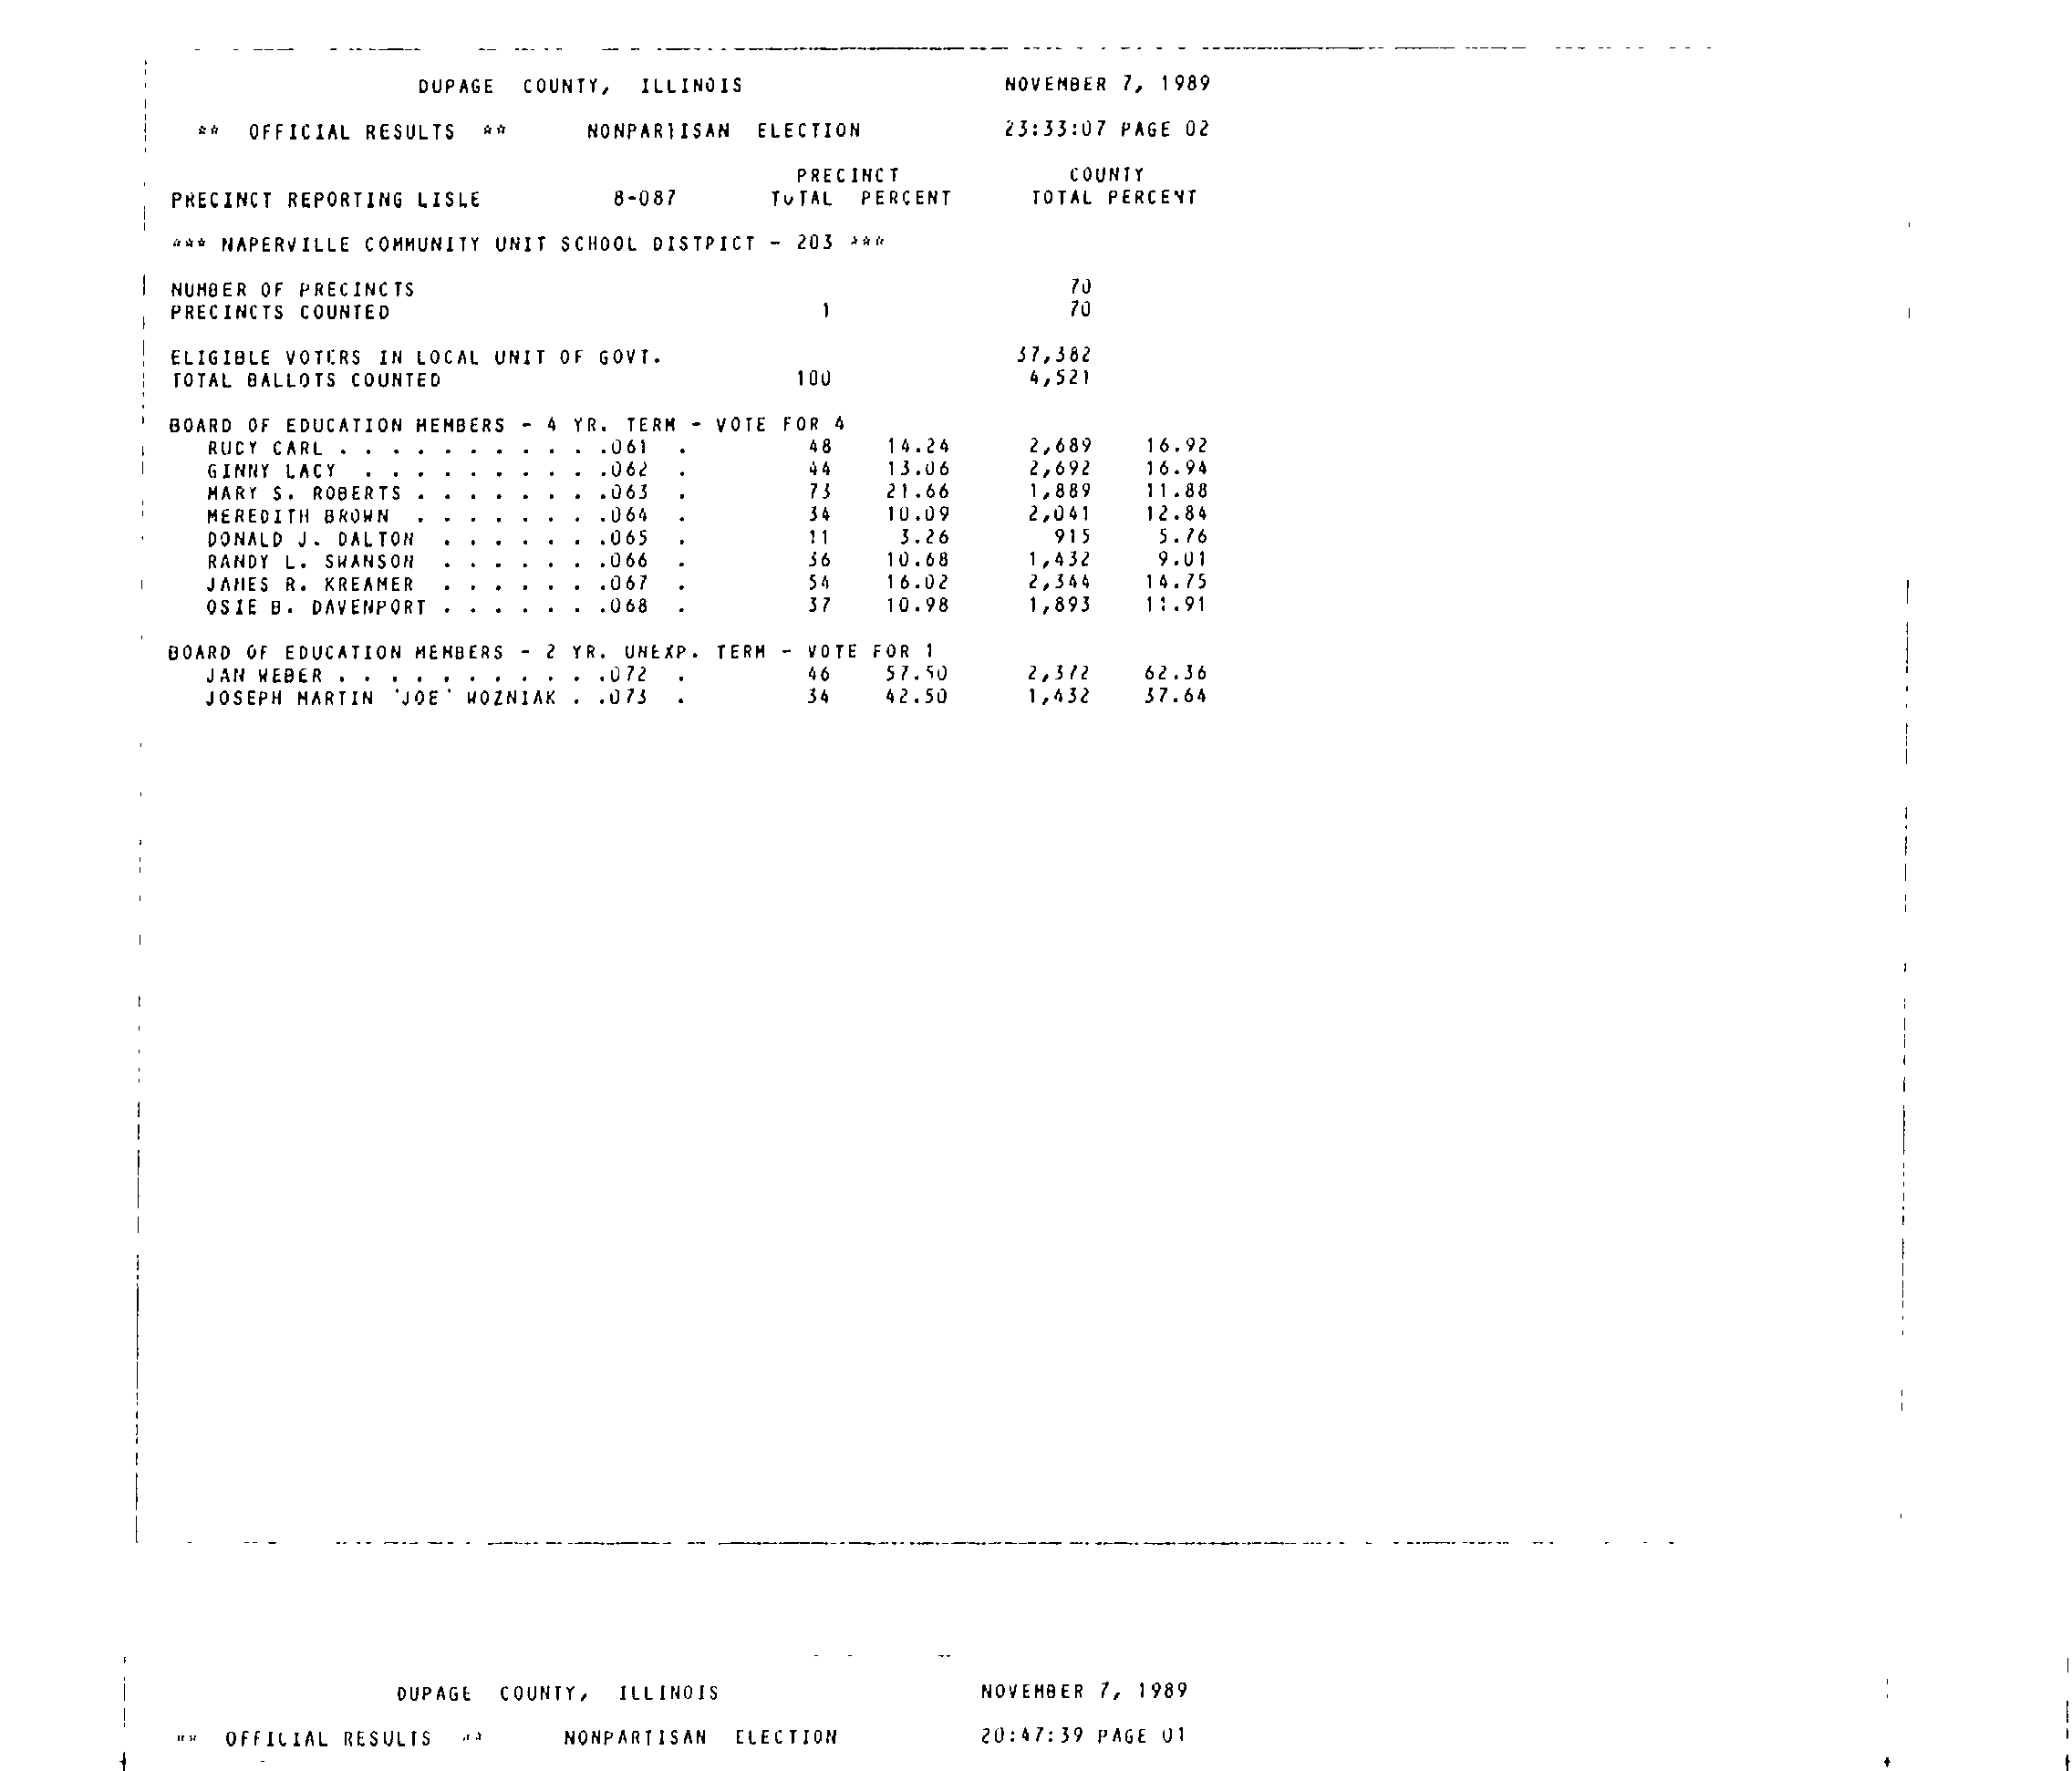 DUPAGE COUNTY, ILLINOIS NOVEMBER 7, 1989
** OFFICIAL RESULTS ** NONPARTISAN ELECTION 23:33:07 PAGE 02
PRECINCT COUNTY
PRECINCT REPORTING LISLE 8-087 TOTAL PERCENT TOTAL PERCENT
*** NAPERVILLE COMMUNITY UNIT SCHOOL DISTPICT - 203 ***
NUMBER OF PRECINCTS 70
PRECINCTS COUNTED 1 70
ELIGIBLE VOTERS IN LOCAL UNIT OF GOVT. 37,382
TOTAL BALLOTS COUNTED 100 4,521
BOARD OF EDUCATION MEMBERS - 4 YR. TERM - VOTE FOR 4
RUCY CARL . . . . . . . . . . .061 . 48 14.24 2,689 16.92
GINNY LACY . . . . . . . . . .062 . 44 13.06 2,692 16.94
MARY S. ROBERTS . . . . . . . .063 . 73 21.66 1,889 11.88
MEREDITH BROWN . . . . . . . .064 . 34 10.09 2,041 12.84
DONALD J. DALTON . . . . . . .065 . 11 3.26 915 5.76
RANDY L. SWANSON . . . . . . .066 . 36 10.68 1,432 9.01
JAMES R. KREAMER . . . . . . .067 . 54 16.02 2,344 14.75
OSIE B. DAVENPORT . . . . . . .068 . 37 10.98 1,893 11.91
BOARD OF EDUCATION MEMBERS - 2 YR. UNEXP. TERM - VOTE FOR 1
JAN WEBER . . . . . . . . . . .072 . 46 57.50 2,372 62.36
JOSEPH MARTIN 'JOE' WOZNIAK . .073 . 34 42.50 1,432 37.64
DUPAGE COUNTY, ILLINOIS NOVEMBER 7, 1989
** OFFICIAL RESULTS ** NONPARTISAN ELECTION 20:47:39 PAGE 01